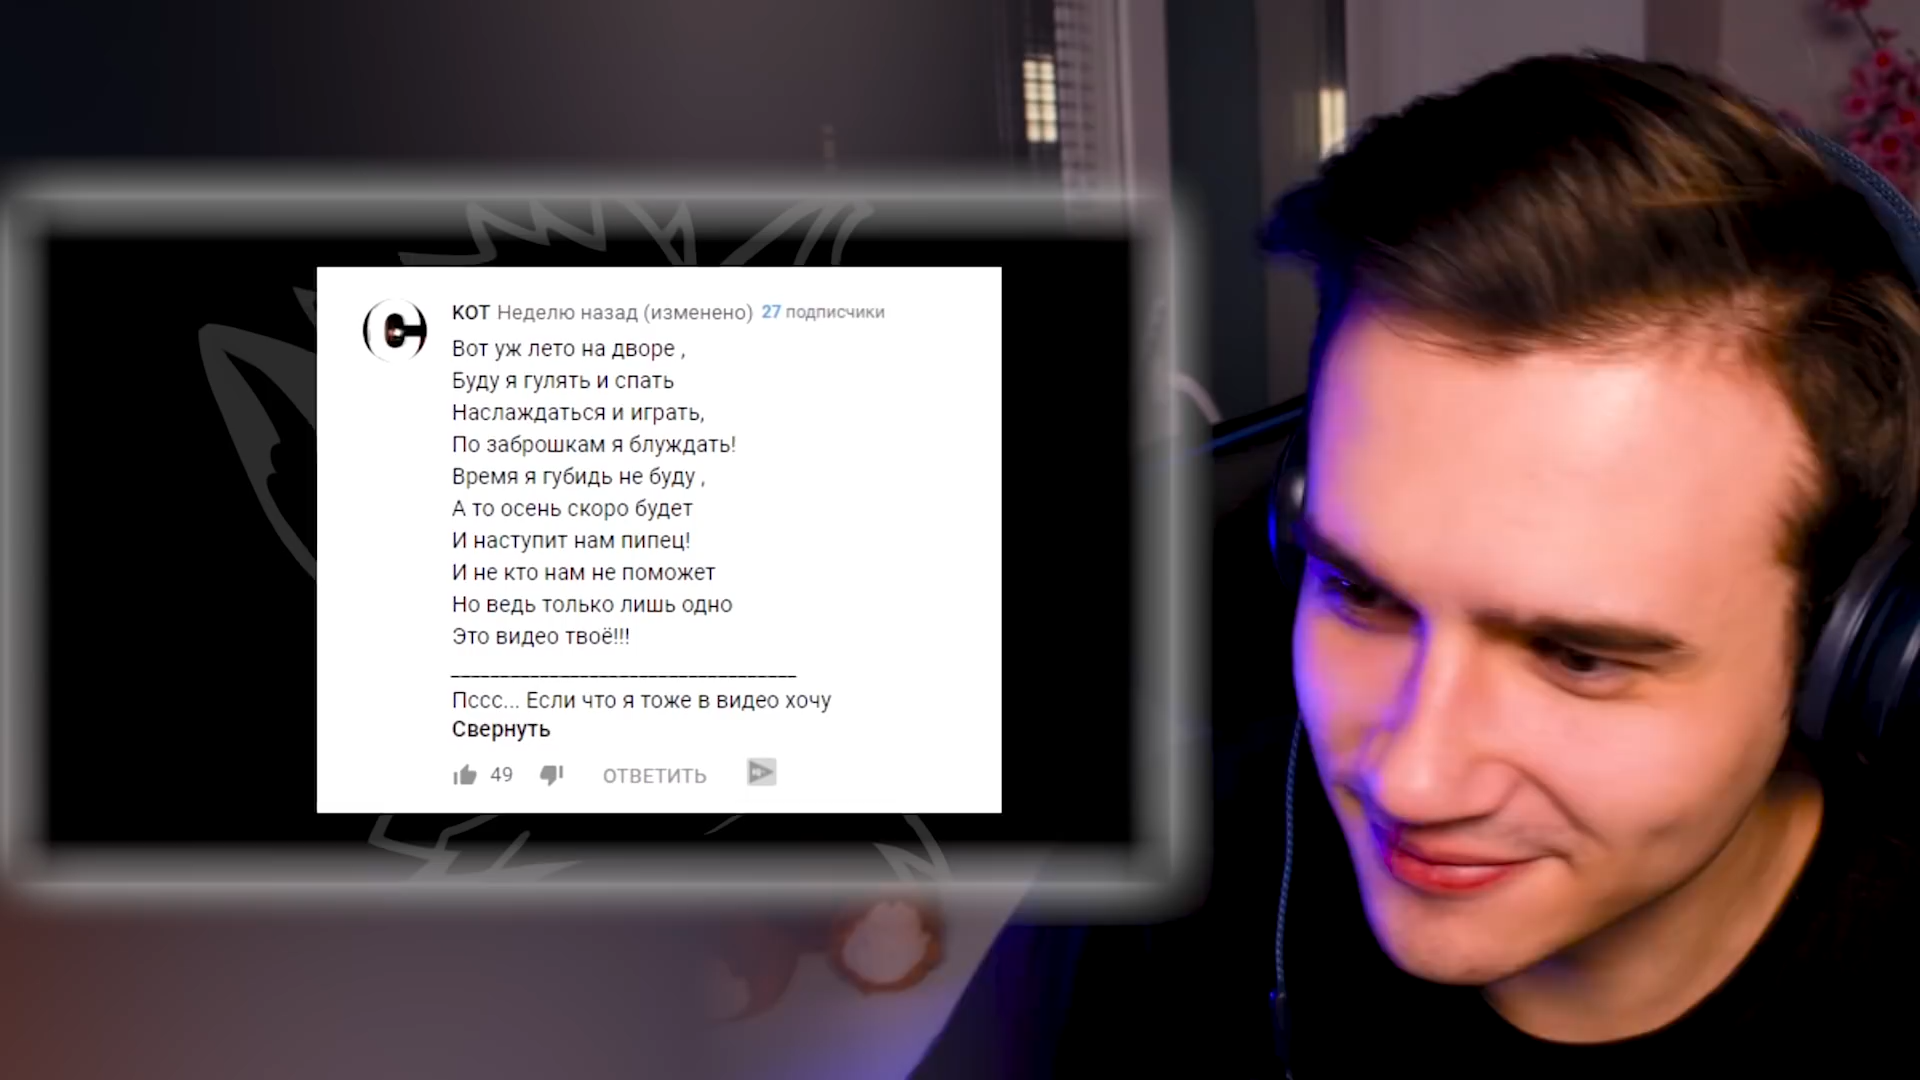 КОТ Неделю назад (изменено) 27 подписчики
Вот уж лето на дворе ,
Буду я гулять и спать
Наслаждаться и играть,
По заброшкам я блуждать!
Время я губидь не буду ,
А то осень скоро будет
И наступит нам пипец!
И не кто нам не поможет
Но ведь только лишь одно
Это видео твоё!!!
___________________________________
Пссс... Если что я тоже в видео хочу
Свернуть
49 ОТВЕТИТЬ